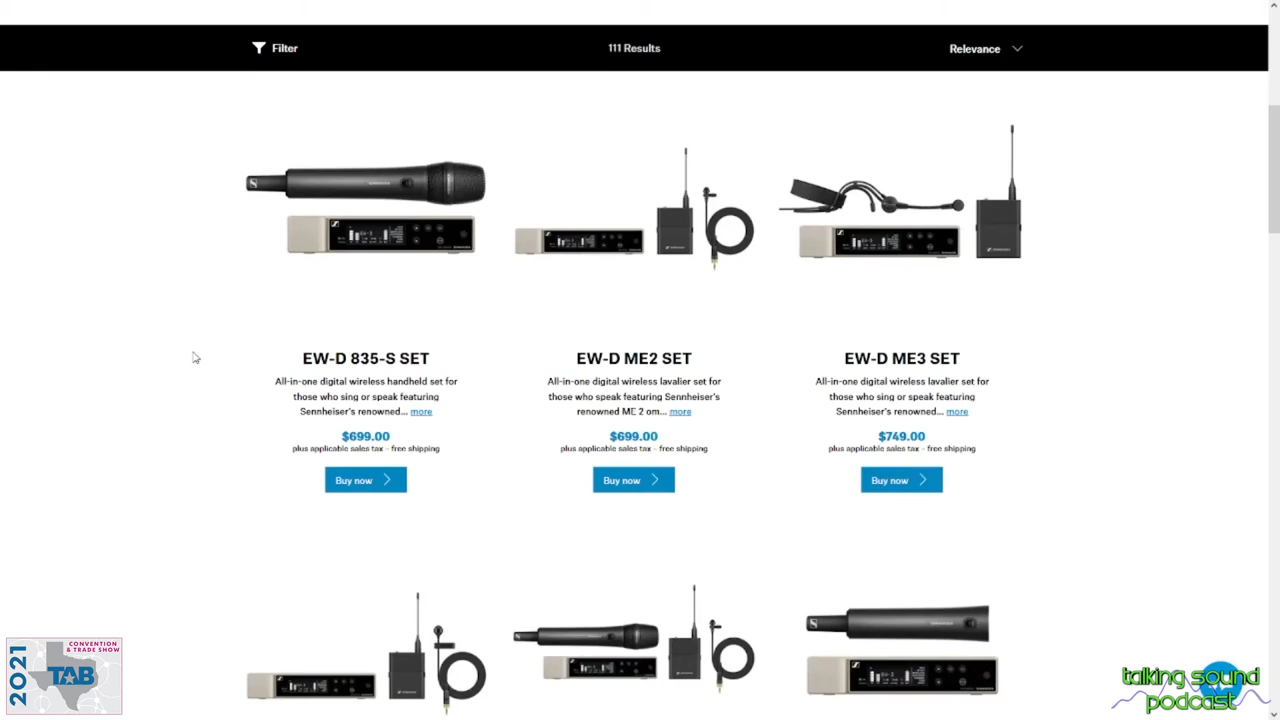 Filter
111 Results
Relevance
EW-D 835-S SET
All-in-one digital wireless handheld set for
those who sing or speak featuring
Sennheiser's renowned... more
$699.00
plus applicable sales tax - free shipping
Buy now
EW-D ME2 SET
All-in-one digital wireless lavalier set for
those who speak featuring Sennheiser's
renowned ME 2 om... more
$699.00
plus applicable sales tax - free shipping
Buy now
EW-D ME3 SET
All-in-one digital wireless lavalier set for
those who sing or speak featuring
Sennheiser's renowned... more
$749.00
plus applicable sales tax - free shipping
Buy now
2021
CONVENTION
& TRADE SHOW
TAB
talking sound
podcast